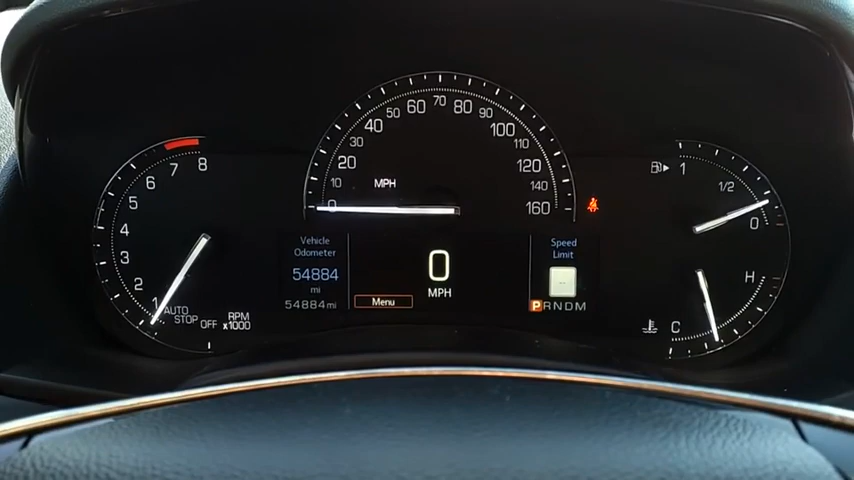 8
7
6
5
4
3
2
1
AUTO
STOP
OFF
RPM
x1000
0
10
20
30
40
50
60
70
80
90
100
110
120
140
160
MPH
Vehicle
Odometer
54884
mi
54884mi
Menu
0
MPH
Speed
Limit
--
PRNDM
1
1/2
0
H
C